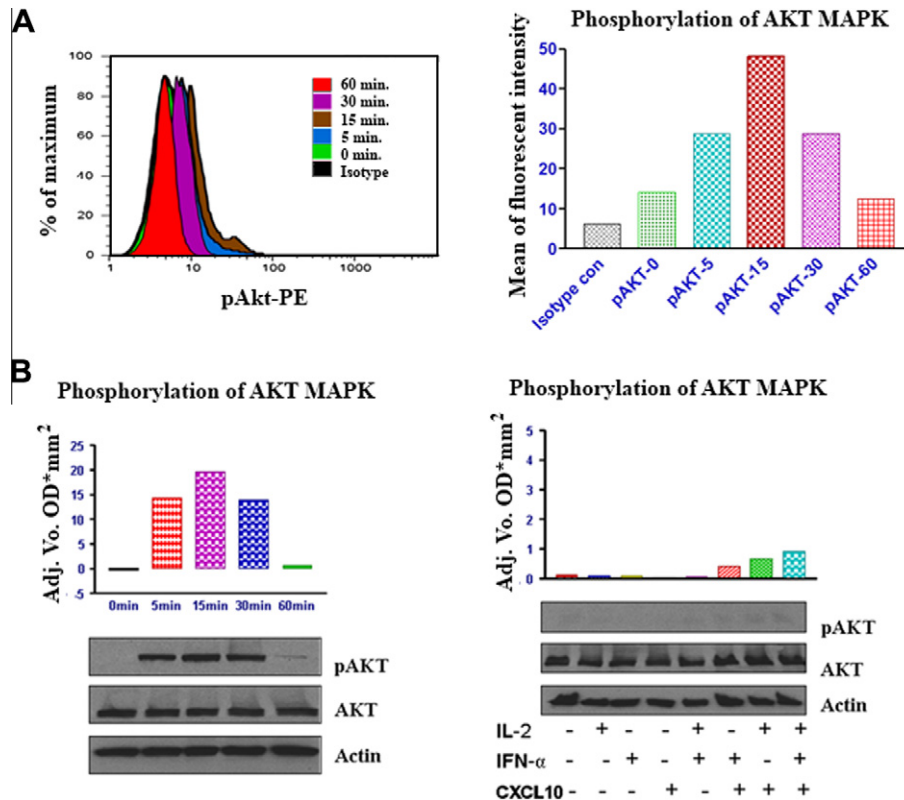 A
% of maximum
100
80
60
40
20
0
1
10
100
1000
pAkt-PE
60 min.
30 min.
15 min.
5 min.
0 min.
Isotype
Phosphorylation of AKT MAPK
Mean of fluorescent intensity
50
40
30
20
10
0
Isotype con
pAKT-0
pAKT-5
pAKT-15
pAKT-30
pAKT-60
B
Phosphorylation of AKT MAPK
Adj. Vo. OD*mm2
25
20
15
10
5
0
-5
0min 5min 15min 30min 60min
pAKT
AKT
Actin
Phosphorylation of AKT MAPK
Adj. Vo. OD*mm2
5
4
3
2
1
0
pAKT
AKT
Actin
IL-2 - + - - + - + +
IFN-α - - + - + + - +
CXCL10 - - - + - + + +